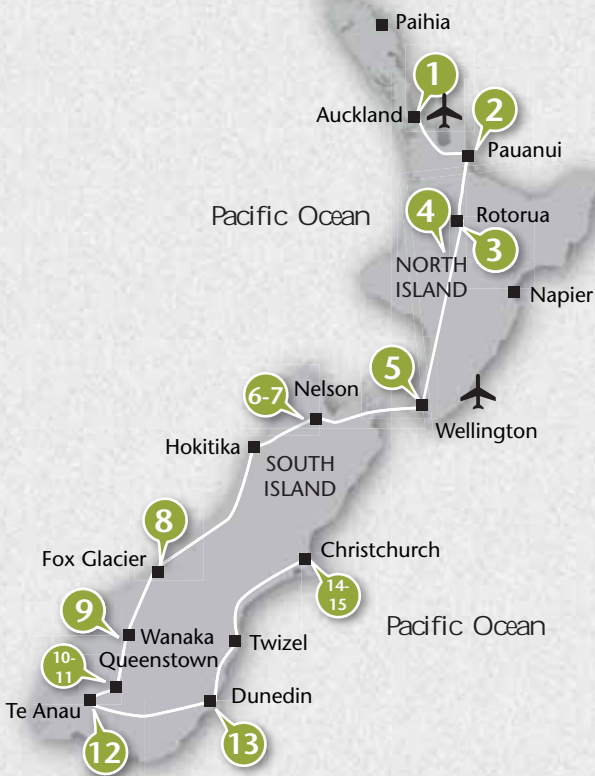 Paihia
1
Auckland
2
Pauanui
Pacific Ocean
4
Rotorua
3
NORTH
ISLAND
Napier
5
6-7
Nelson
Wellington
Hokitika
SOUTH
ISLAND
8
Fox Glacier
Christchurch
14-
15
9
Wanaka
Pacific Ocean
Twizel
10-
11
Queenstown
Te Anau
Dunedin
12
13